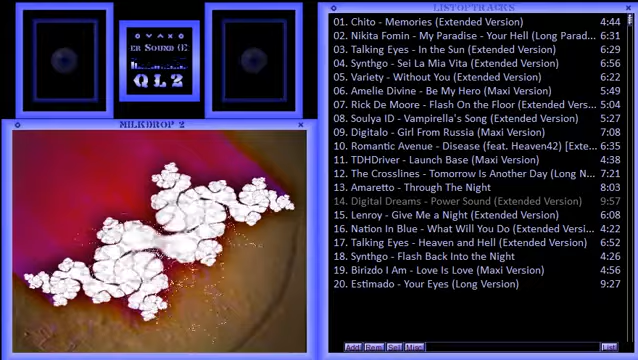 ER SOUND (E
QL2
MILKDROP 2
LISTOFTRACKS
01. Chito - Memories (Extended Version) 4:44
02. Nikita Fomin - My Paradise - Your Hell (Long Parad... 6:31
03. Talking Eyes - In the Sun (Extended Version) 6:29
04. Synthgo - Sei La Mia Vita (Extended Version) 6:56
05. Variety - Without You (Extended Version) 6:22
06. Amelie Divine - Be My Hero (Maxi Version) 5:49
07. Rick De Moore - Flash On the Floor (Extended Vers... 5:04
08. Soulya ID - Vampirella's Song (Extended Version) 5:27
09. Digitalo - Girl From Russia (Maxi Version) 7:08
10. Romantic Avenue - Disease (feat. Heaven42) [Exte... 6:35
11. TDHDriver - Launch Base (Maxi Version) 4:38
12. The Crosslines - Tomorrow Is Another Day (Long N... 7:21
13. Amaretto - Through The Night 8:03
14. Digital Dreams - Power Sound (Extended Version) 9:57
15. Lenroy - Give Me a Night (Extended Version) 6:08
16. Nation In Blue - What Will You Do (Extended Versi... 4:22
17. Talking Eyes - Heaven and Hell (Extended Version) 6:52
18. Synthgo - Flash Back Into the Night 4:26
19. Birizdo I Am - Love Is Love (Maxi Version) 4:56
20. Estimado - Your Eyes (Long Version) 9:27
Add Rem Sel Misc List